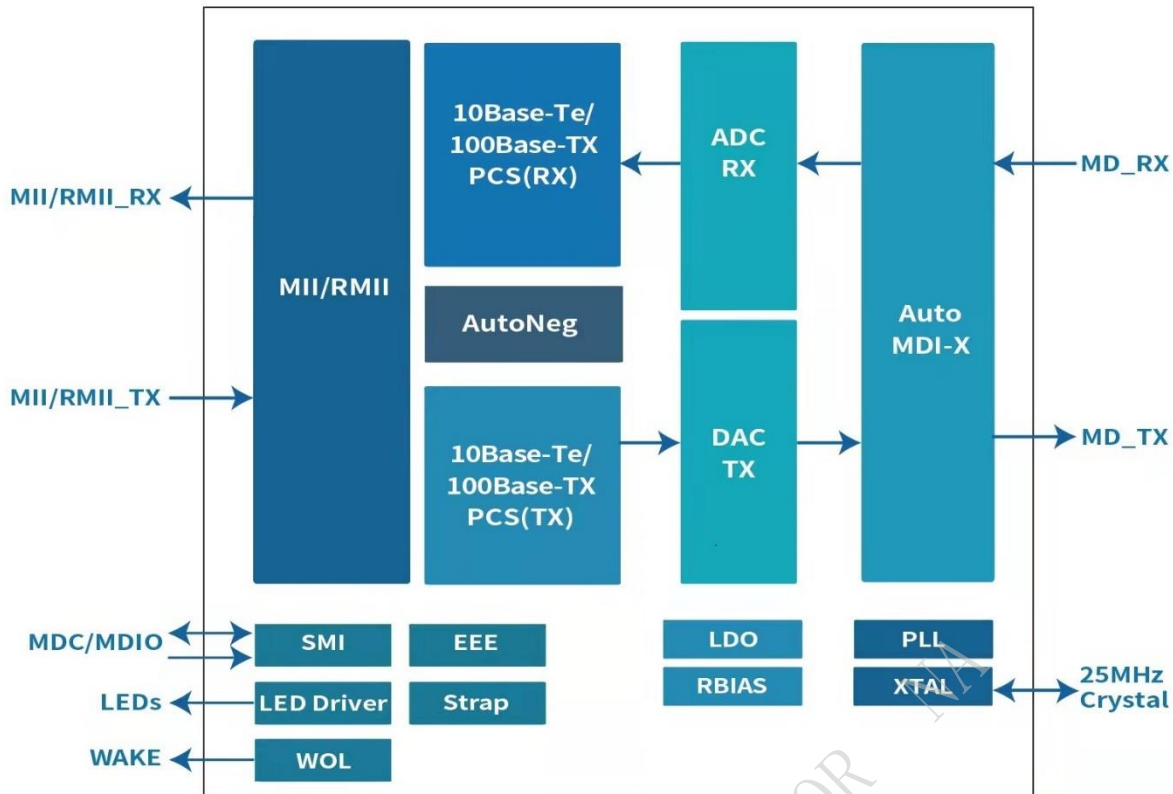 10Base-Te/
100Base-TX
PCS(RX)
ADC
RX
MD_RX
MII/RMII_RX
MII/RMII
AutoNeg
Auto
MDI-X
MII/RMII_TX
10Base-Te/
100Base-TX
PCS(TX)
DAC
TX
MD_TX
MDC/MDIO
SMI
EEE
LDO
PLL
LEDs
LED Driver
Strap
RBIAS
XTAL
25MHz
Crystal
WAKE
WOL
NA
OR